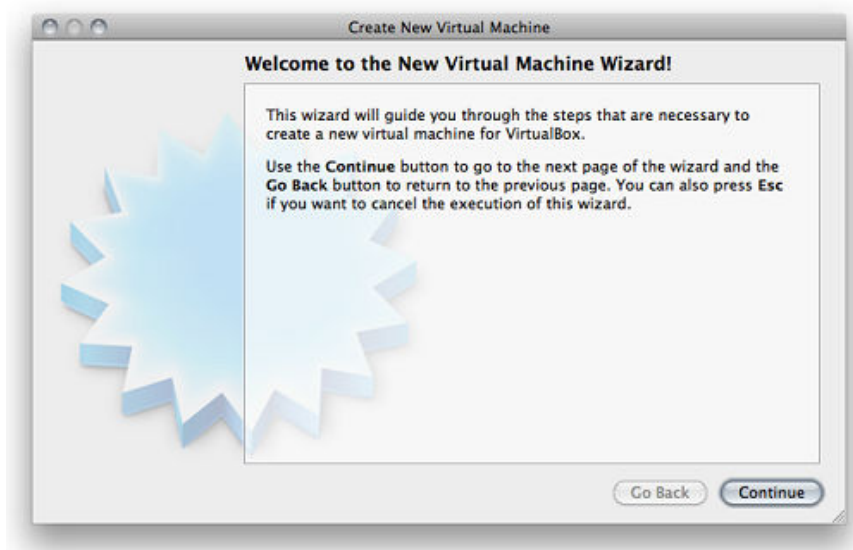 Create New Virtual Machine
Welcome to the New Virtual Machine Wizard!
This wizard will guide you through the steps that are necessary to
create a new virtual machine for VirtualBox.
Use the Continue button to go to the next page of the wizard and the
Go Back button to return to the previous page. You can also press Esc
if you want to cancel the execution of this wizard.
Go Back
Continue